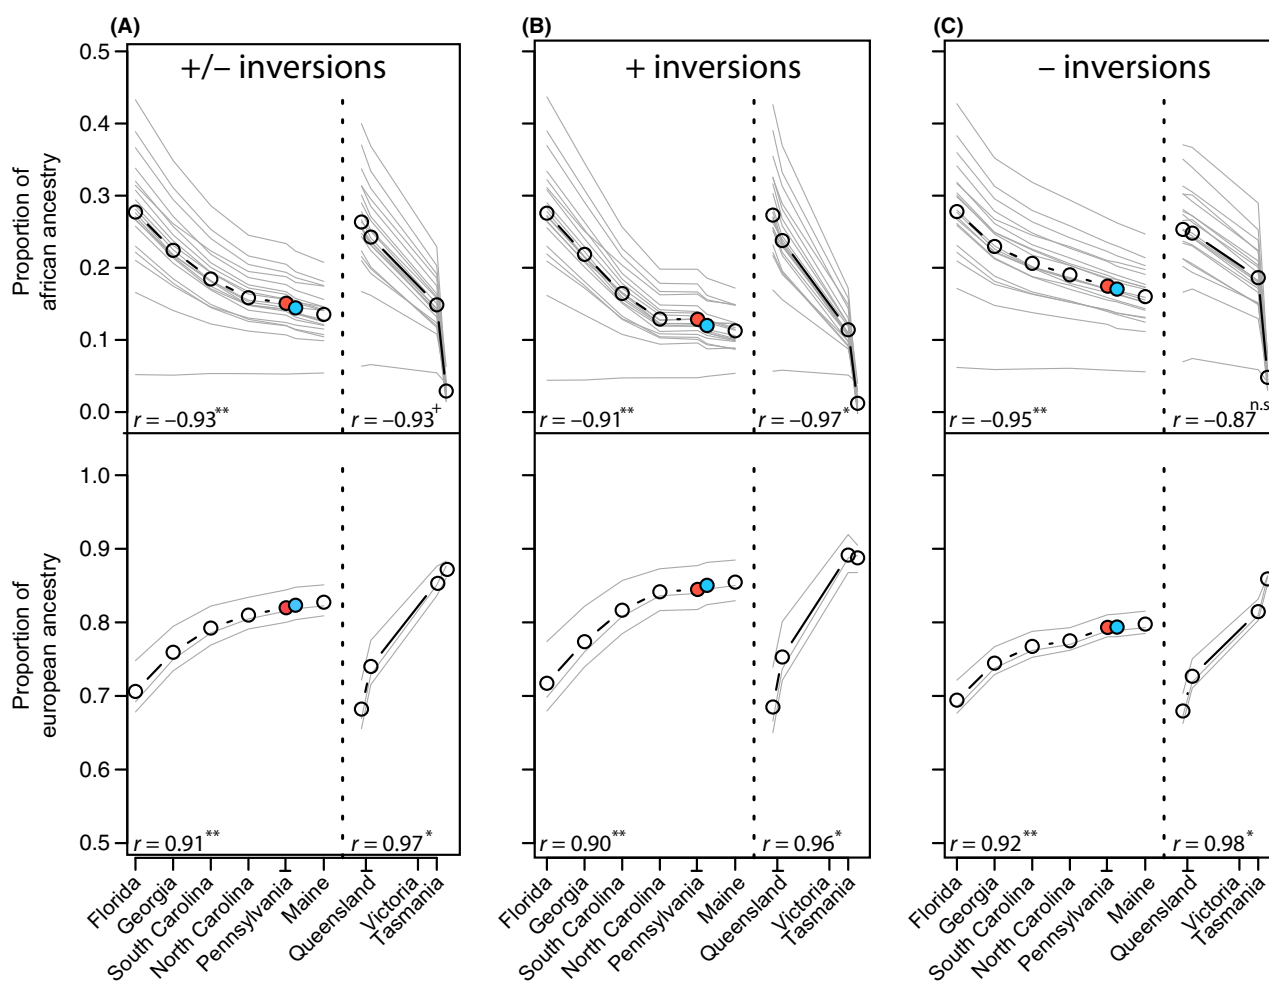 (A)
(B)
(C)
+/– inversions
+ inversions
– inversions
Proportion of
african ancestry
0.5
0.4
0.3
0.2
0.1
0.0
r = –0.93**
r = –0.93+
r = –0.91**
r = –0.97*
r = –0.95**
r = –0.87 n.s
Proportion of
european ancestry
1.0
0.9
0.8
0.7
0.6
0.5
r = 0.91**
r = 0.97*
r = 0.90**
r = 0.96*
r = 0.92**
r = 0.98*
Florida
Georgia
South Carolina
North Carolina
Pennsylvania
Maine
Queensland
Victoria
Tasmania
Florida
Georgia
South Carolina
North Carolina
Pennsylvania
Maine
Queensland
Victoria
Tasmania
Florida
Georgia
South Carolina
North Carolina
Pennsylvania
Maine
Queensland
Victoria
Tasmania